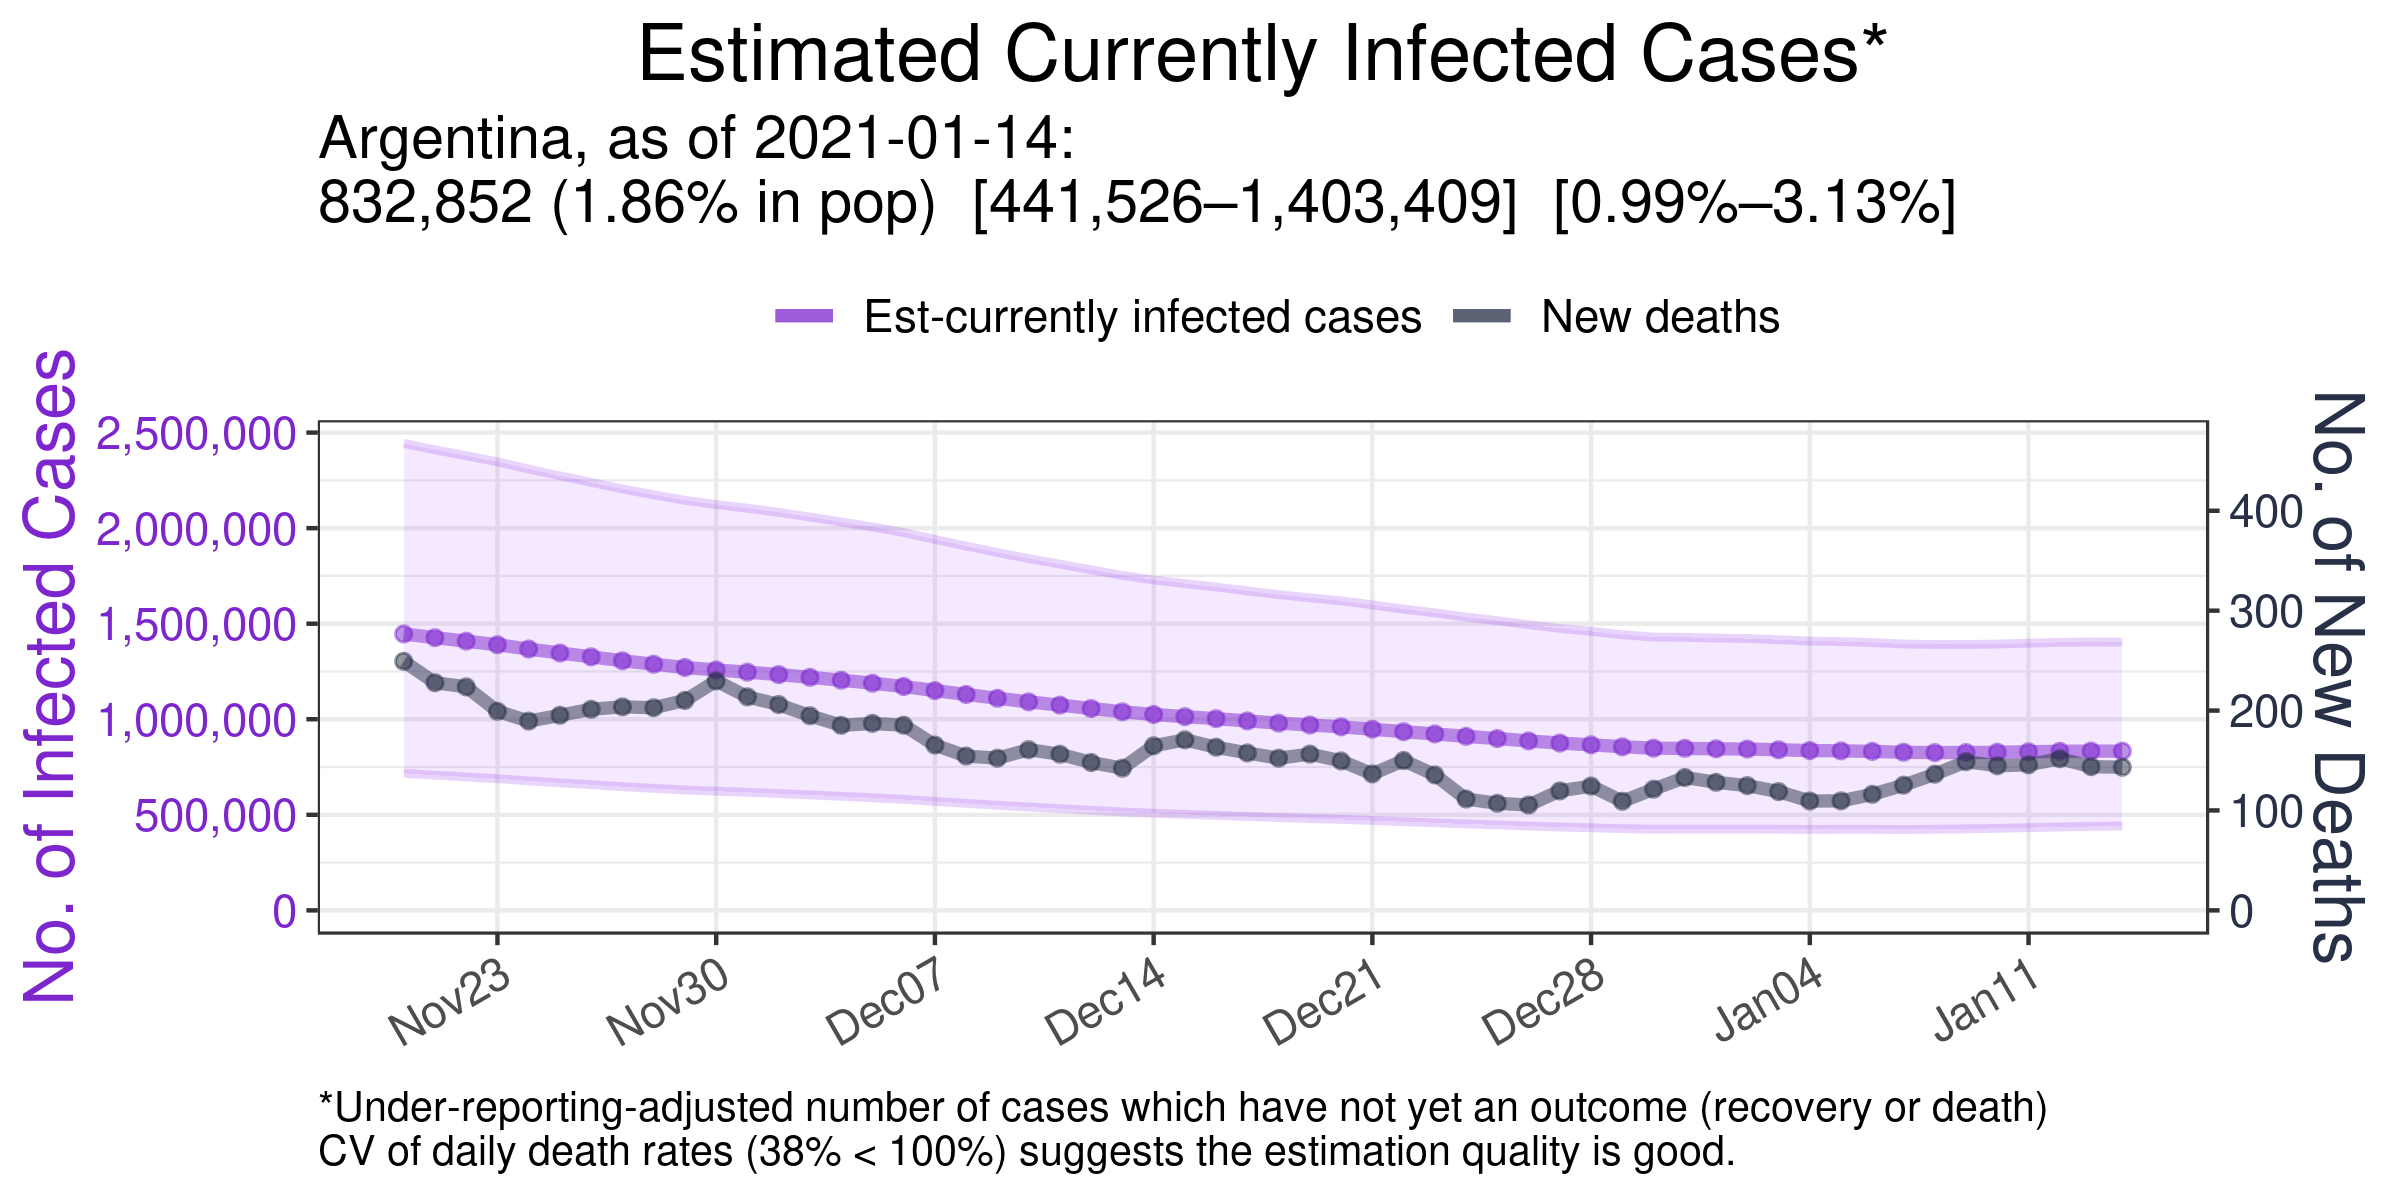 Estimated Currently Infected Cases*
Argentina, as of 2021-01-14:
832,852 (1.86% in pop)  [441,526–1,403,409]  [0.99%–3.13%]
Est-currently infected cases
New deaths
No. of Infected Cases
2,500,000
2,000,000
1,500,000
1,000,000
500,000
0
No. of New Deaths
400
300
200
100
0
Nov23
Nov30
Dec07
Dec14
Dec21
Dec28
Jan04
Jan11
*Under-reporting-adjusted number of cases which have not yet an outcome (recovery or death)
CV of daily death rates (38% < 100%) suggests the estimation quality is good.